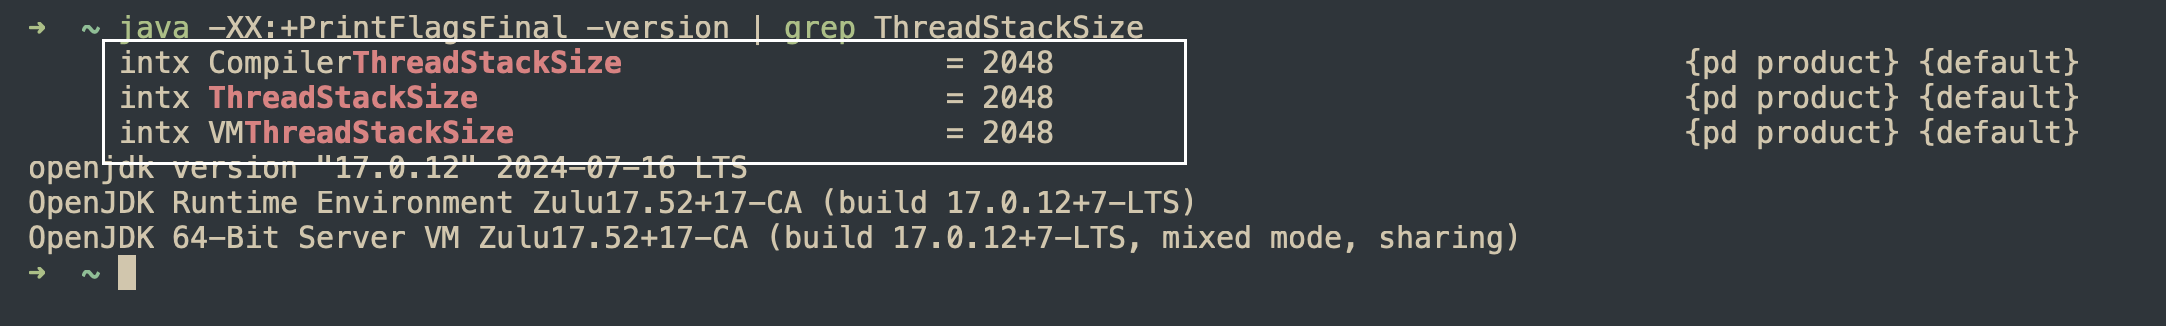 ➜ ~ java -XX:+PrintFlagsFinal -version | grep ThreadStackSize
intx CompilerThreadStackSize = 2048 {pd product} {default}
intx ThreadStackSize = 2048 {pd product} {default}
intx VMThreadStackSize = 2048 {pd product} {default}
openjdk version "17.0.12" 2024-07-16 LTS
OpenJDK Runtime Environment Zulu17.52+17-CA (build 17.0.12+7-LTS)
OpenJDK 64-Bit Server VM Zulu17.52+17-CA (build 17.0.12+7-LTS, mixed mode, sharing)
➜ ~